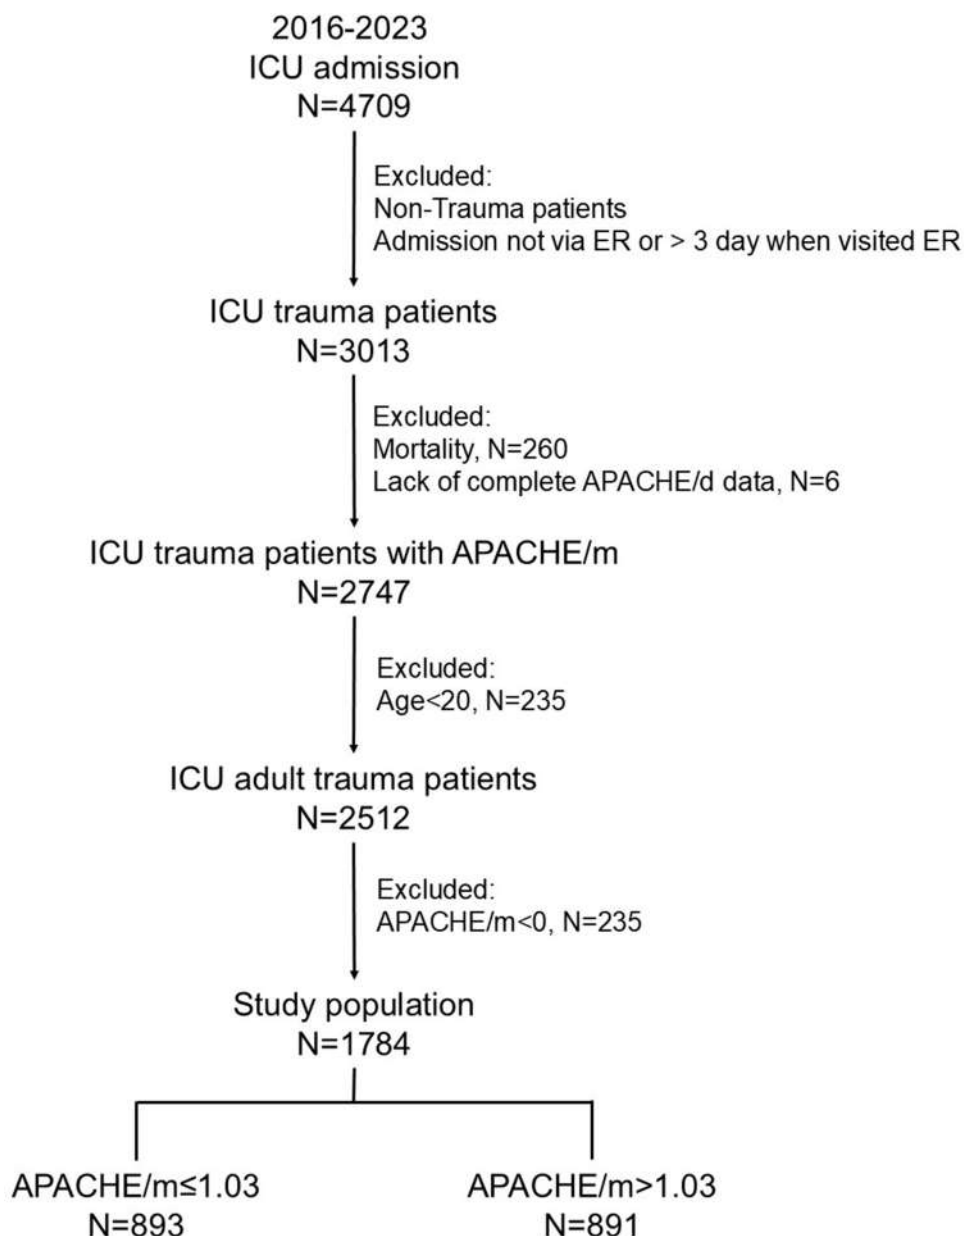 2016-2023
ICU admission
N=4709
Excluded:
Non-Trauma patients
Admission not via ER or > 3 day when visited ER
ICU trauma patients
N=3013
Excluded:
Mortality, N=260
Lack of complete APACHE/d data, N=6
ICU trauma patients with APACHE/m
N=2747
Excluded:
Age<20, N=235
ICU adult trauma patients
N=2512
Excluded:
APACHE/m<0, N=235
Study population
N=1784
APACHE/m≤1.03
N=893
APACHE/m>1.03
N=891